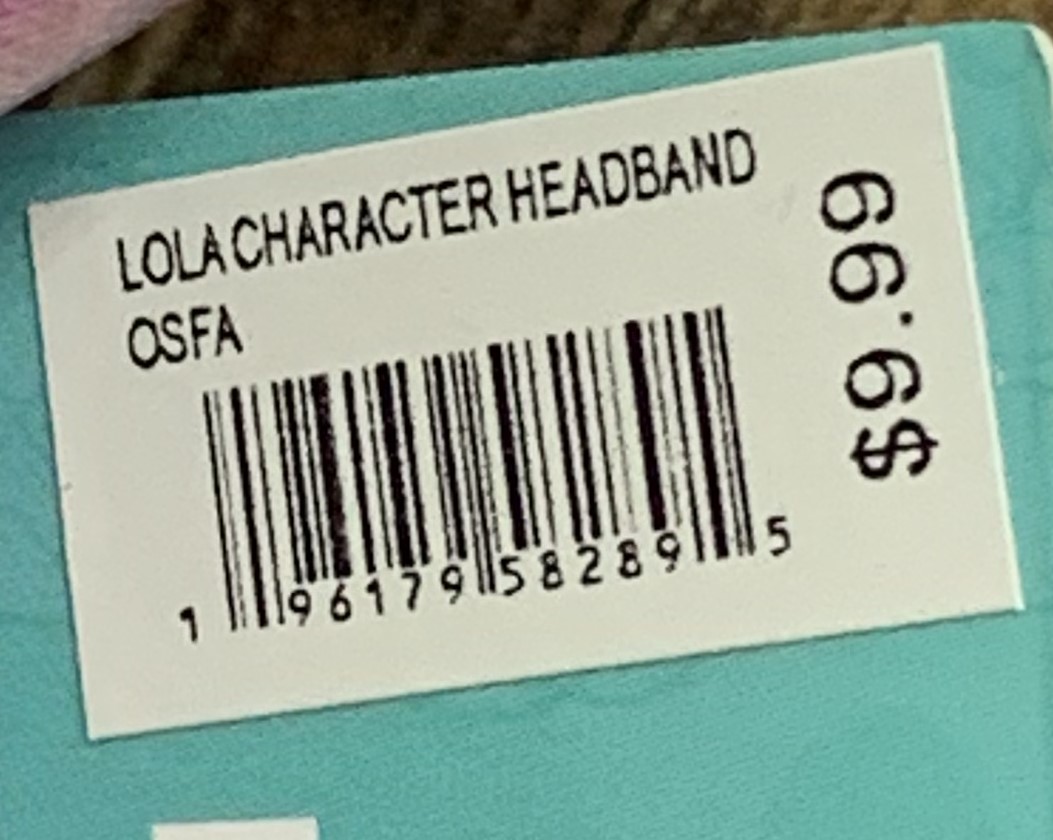 LOLA CHARACTER HEADBAND
OSFA
$9.99
1 96179 58289 5